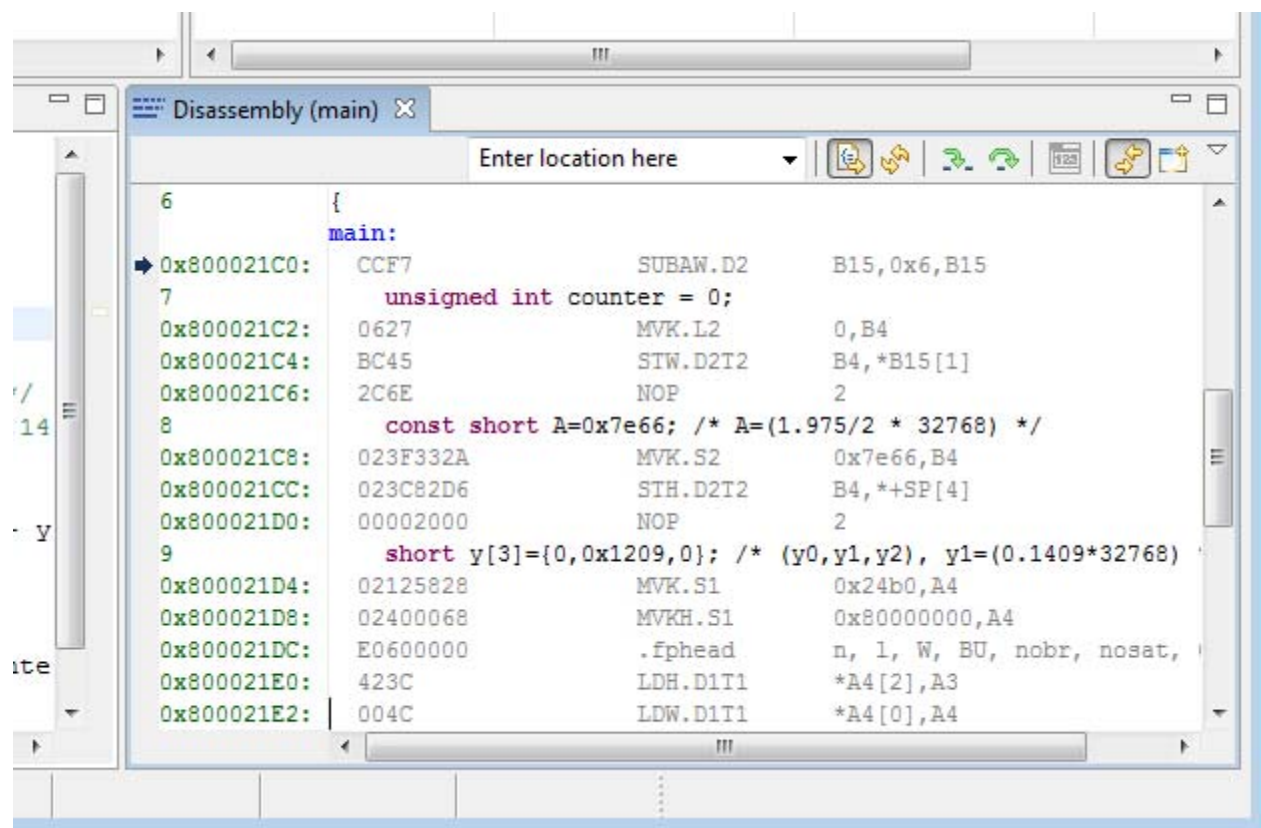 Disassembly (main)
Enter location here
6 {
main:
0x800021C0: CCF7 SUBAW.D2 B15,0x6,B15
7 unsigned int counter = 0;
0x800021C2: 0627 MVK.L2 0,B4
0x800021C4: BC45 STW.D2T2 B4,*B15[1]
0x800021C6: 2C6E NOP 2
8 const short A=0x7e66; /* A=(1.975/2 * 32768) */
0x800021C8: 023F332A MVK.S2 0x7e66,B4
0x800021CC: 023C82D6 STH.D2T2 B4,*+SP[4]
0x800021D0: 00002000 NOP 2
9 short y[3]={0,0x1209,0}; /* (y0,y1,y2), y1=(0.1409*32768)
0x800021D4: 02125828 MVK.S1 0x24b0,A4
0x800021D8: 02400068 MVKH.S1 0x80000000,A4
0x800021DC: E0600000 .fphead n, l, W, BU, nobr, nosat,
0x800021E0: 423C LDH.D1T1 *A4[2],A3
0x800021E2: 004C LDW.D1T1 *A4[0],A4
*/
14
y